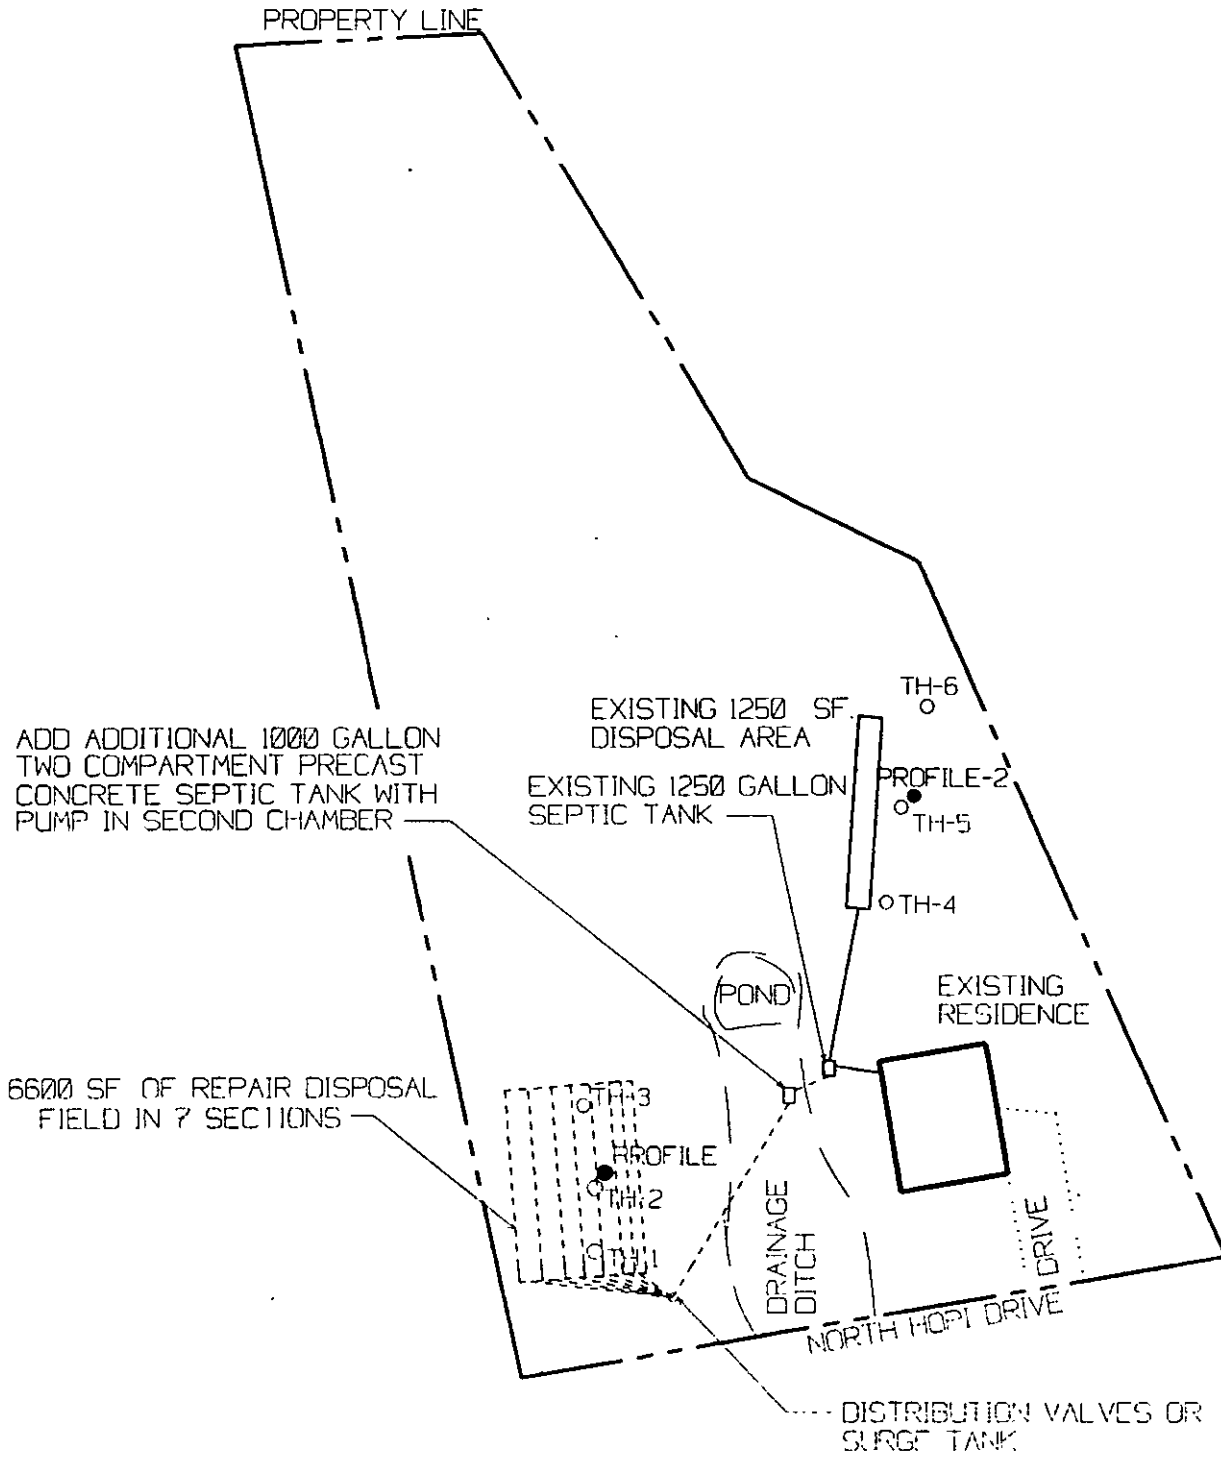 PROPERTY LINE
TH-6
EXISTING 1250 SF.
DISPOSAL AREA
ADD ADDITIONAL 1000 GALLON
TWO COMPARTMENT PRECAST
CONCRETE SEPTIC TANK WITH
PUMP IN SECOND CHAMBER
EXISTING 1250 GALLON
SEPTIC TANK
PROFILE-2
TH-5
TH-4
POND
EXISTING
RESIDENCE
6600 SF OF REPAIR DISPOSAL
FIELD IN 7 SECTIONS
TH-3
PROFILE
TH-2
TH-1
DRAINAGE
DITCH
DRIVE
NORTH HOPI DRIVE
DISTRIBUTION VALVES OR
SURGE TANK